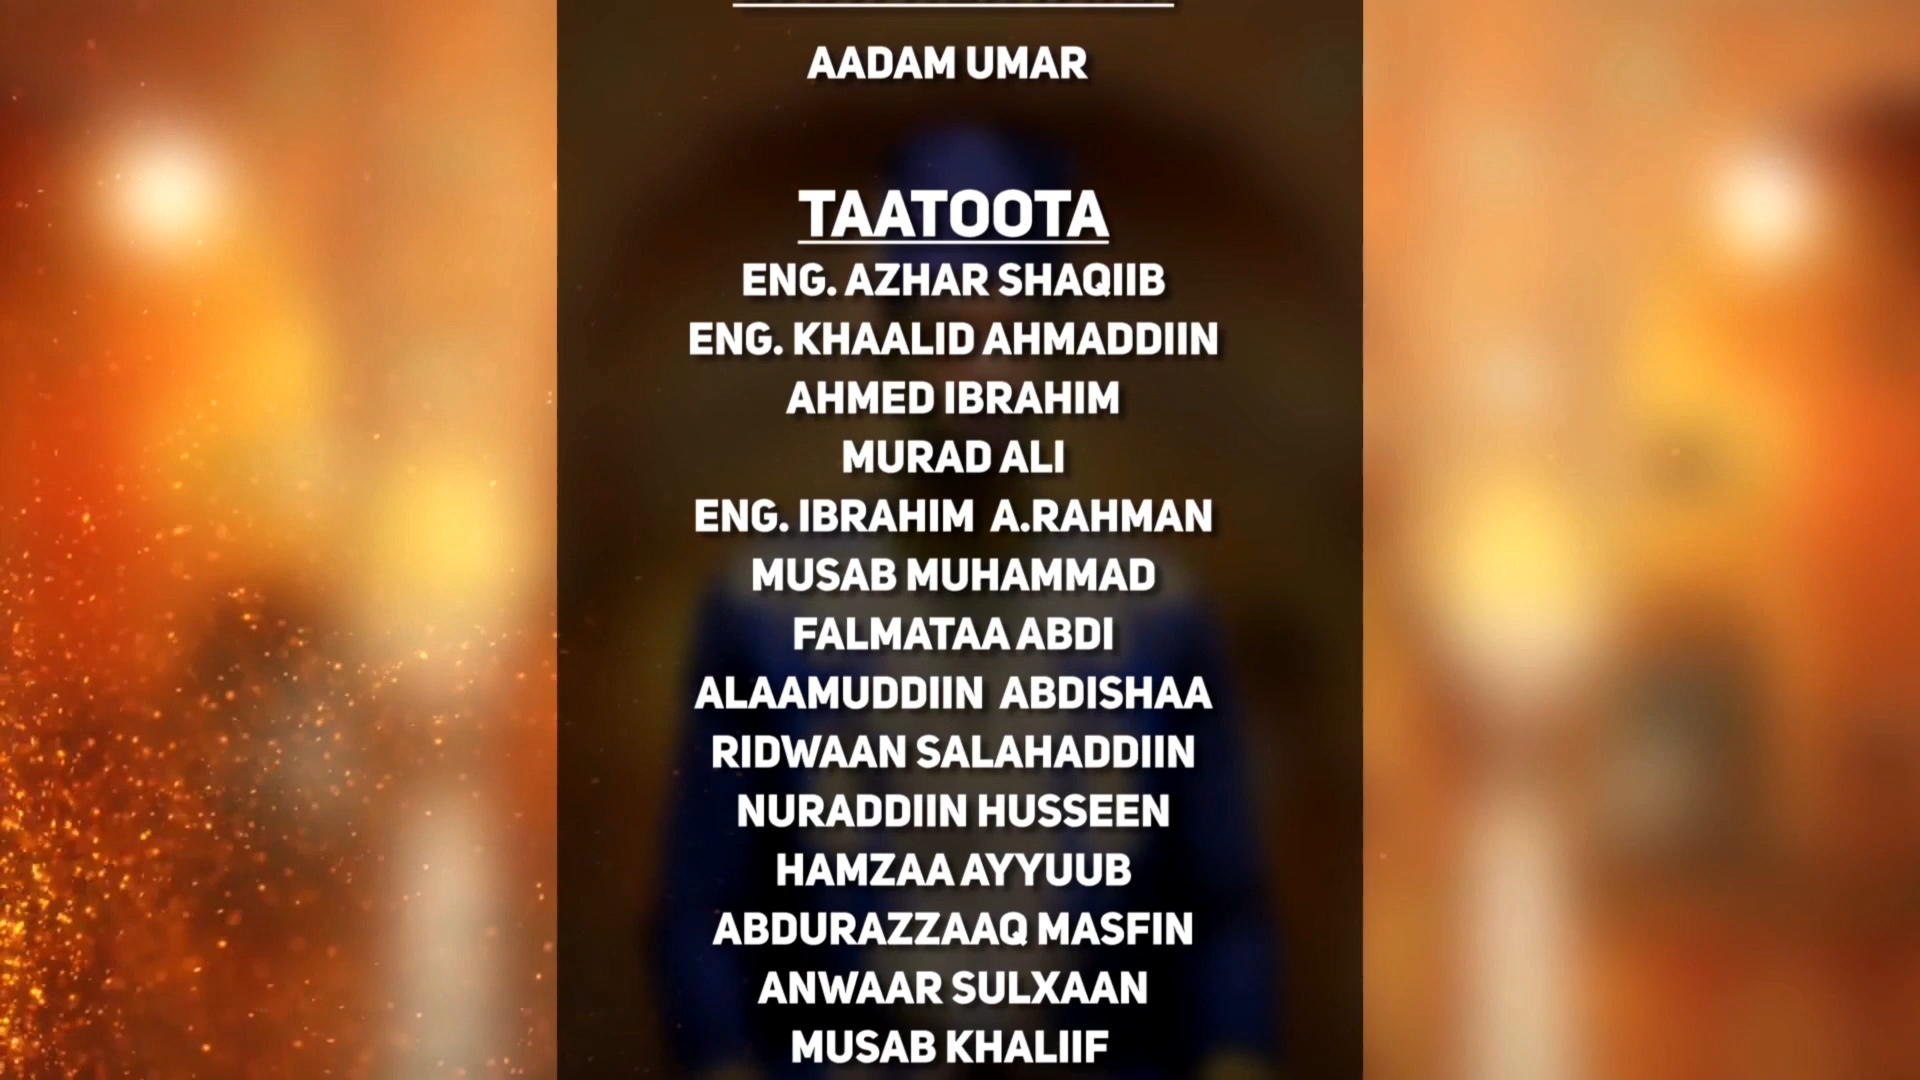 AADAM UMAR
TAATOOTA
ENG. AZHAR SHAQIIB
ENG. KHAALID AHMADDIIN
AHMED IBRAHIM
MURAD ALI
ENG. IBRAHIM A.RAHMAN
MUSAB MUHAMMAD
FALMATAA ABDI
ALAAMUDDIIN ABDISHAA
RIDWAAN SALAHADDIIN
NURADDIIN HUSSEEN
HAMZAA AYYUUB
ABDURAZZAAQ MASFIN
ANWAAR SULXAAN
MUSAB KHALIIF